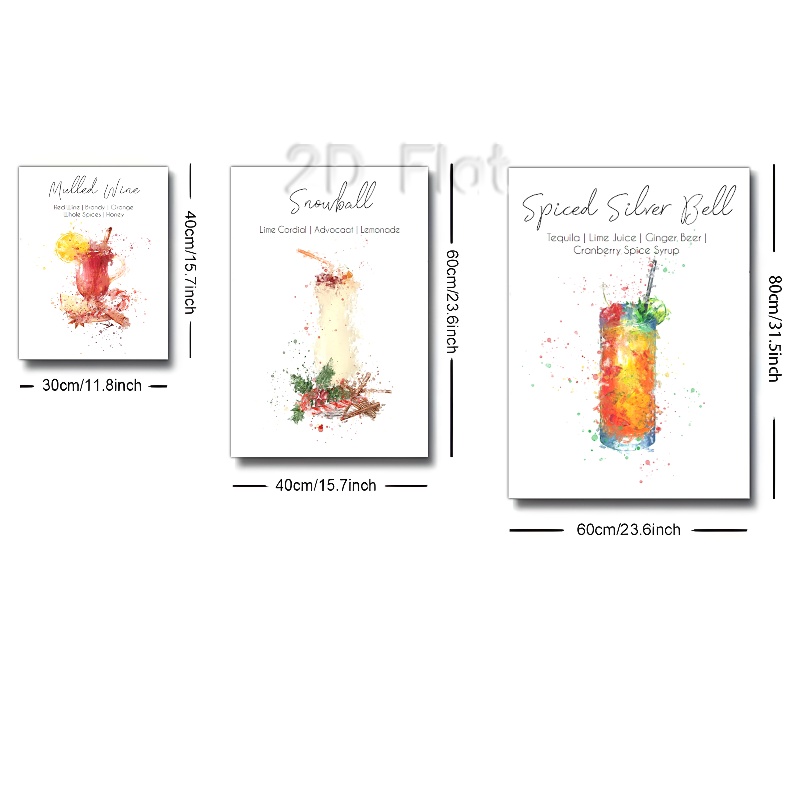 2D Flat
Mulled Wine
Red Wine | Brandy | Orange
Whole Spices | Honey
40cm/15.7inch
30cm/11.8inch
Snowball
Lime Cordial | Advocaat | Lemonade
60cm/23.6inch
40cm/15.7inch
Spiced Silver Bell
Tequila | Lime Juice | Ginger Beer |
Cranberry Spice Syrup
80cm/31.5inch
60cm/23.6inch